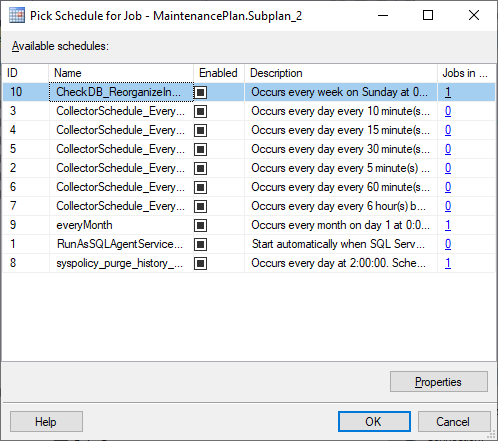 Pick Schedule for Job - MaintenancePlan.Subplan_2
Available schedules:
ID Name Enabled Description Jobs in ...
10 CheckDB_ReorganizeIn... Occurs every week on Sunday at 0... 1
3 CollectorSchedule_Every... Occurs every day every 10 minute(s... 0
4 CollectorSchedule_Every... Occurs every day every 15 minute(s... 0
5 CollectorSchedule_Every... Occurs every day every 30 minute(s... 0
2 CollectorSchedule_Every... Occurs every day every 5 minute(s) ... 0
6 CollectorSchedule_Every... Occurs every day every 60 minute(s... 0
7 CollectorSchedule_Every... Occurs every day every 6 hour(s) b... 0
9 everyMonth Occurs every month on day 1 at 0:0... 1
1 RunAsSQLAgentService... Start automatically when SQL Serv... 0
8 syspolicy_purge_history_... Occurs every day at 2:00:00. Sche... 1
Properties
Help OK Cancel